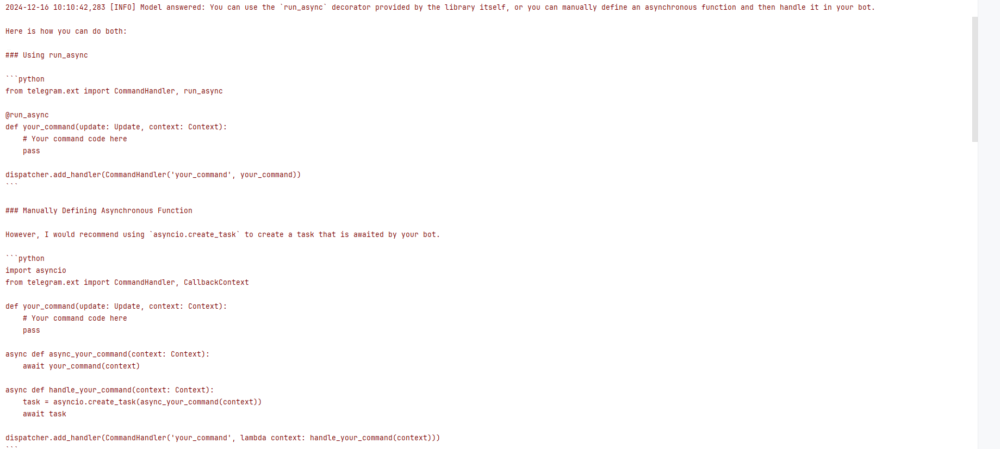 2024-12-16 10:10:42,283 [INFO] Model answered: You can use the `run_async` decorator provided by the library itself, or you can manually define an asynchronous function and then handle it in your bot.
Here is how you can do both:
### Using run_async
```python
from telegram.ext import CommandHandler, run_async
@run_async
def your_command(update: Update, context: Context):
    # Your command code here
    pass
dispatcher.add_handler(CommandHandler('your_command', your_command))
```
### Manually Defining Asynchronous Function
However, I would recommend using `asyncio.create_task` to create a task that is awaited by your bot.
```python
import asyncio
from telegram.ext import CommandHandler, CallbackContext
def your_command(update: Update, context: Context):
    # Your command code here
    pass
async def async_your_command(context: Context):
    await your_command(context)
async def handle_your_command(context: Context):
    task = asyncio.create_task(async_your_command(context))
    await task
dispatcher.add_handler(CommandHandler('your_command', lambda context: handle_your_command(context)))
```